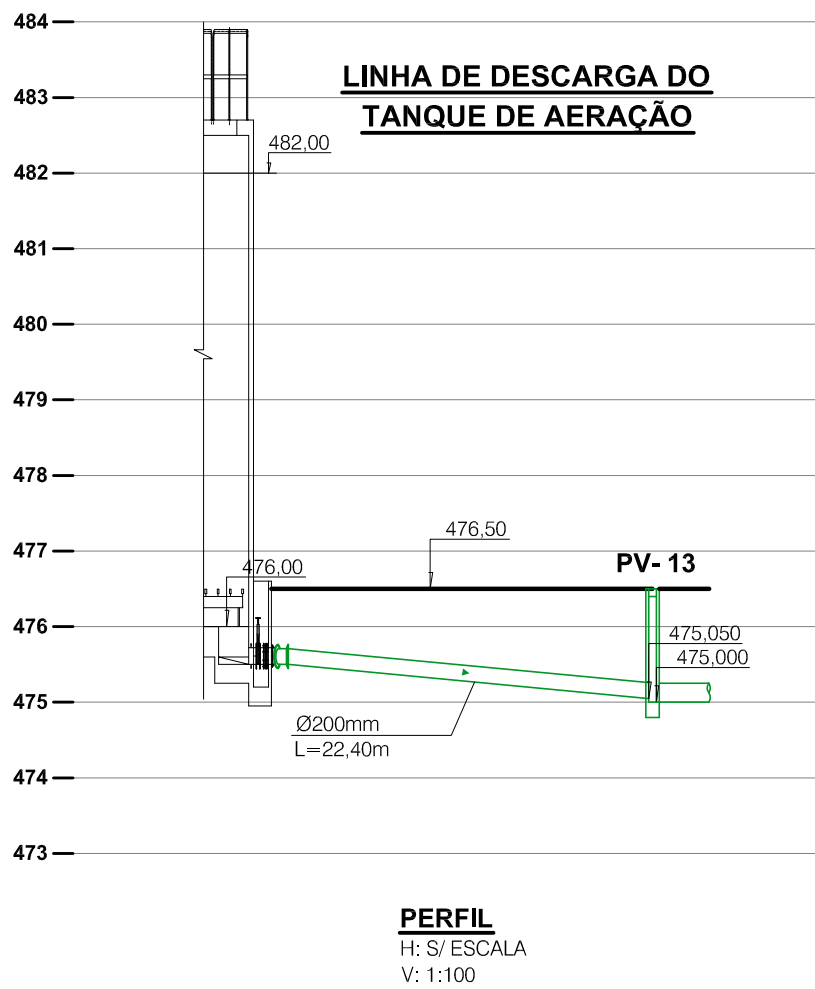 484
LINHA DE DESCARGA DO
TANQUE DE AERAÇÃO
483
482,00
482
481
480
479
478
477
476,50
PV- 13
476,00
476
475,050
475,000
475
Ø200mm
L=22,40m
474
473
PERFIL
H: S/ ESCALA
V: 1:100